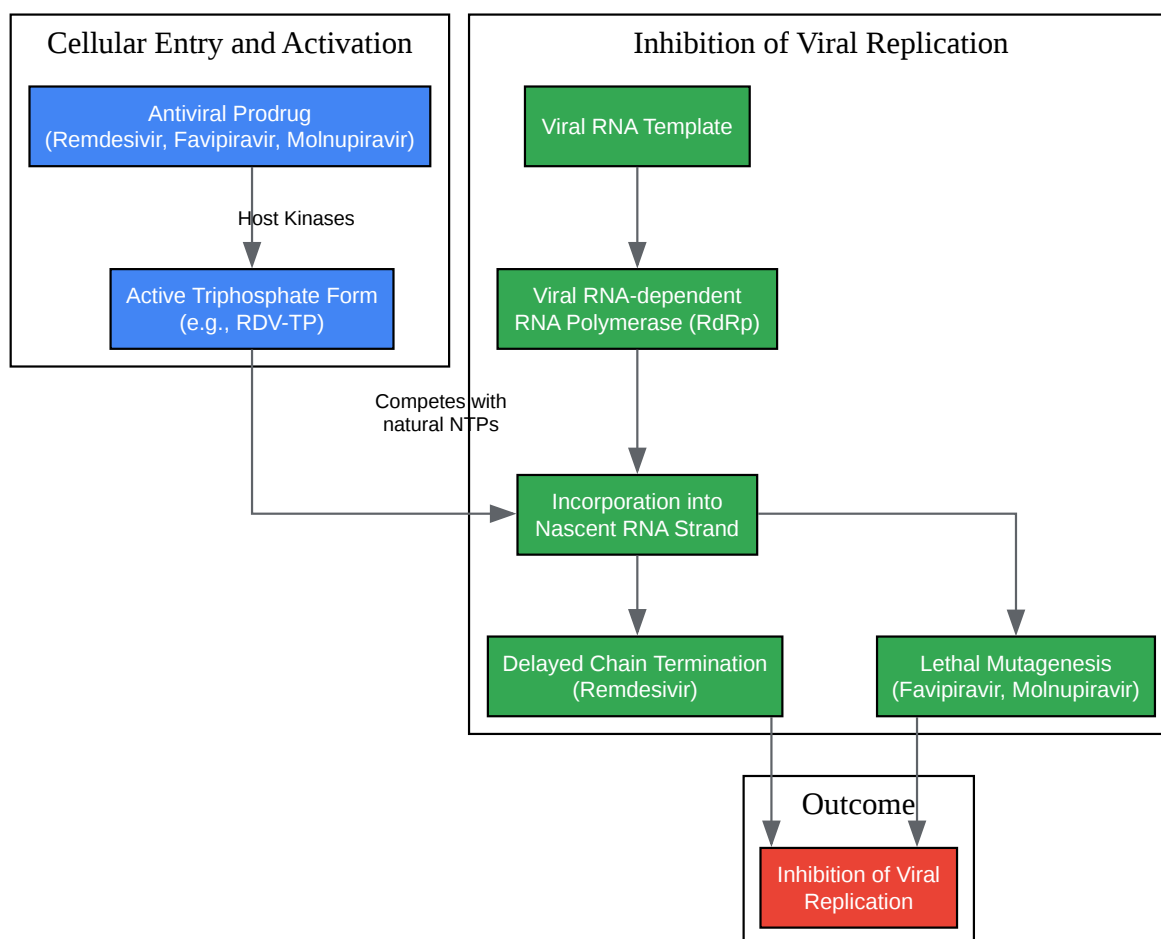 Cellular Entry and Activation
Antiviral Prodrug
(Remdesivir, Favipiravir, Molnupiravir)
Host Kinases
Active Triphosphate Form
(e.g., RDV-TP)
Competes with
natural NTPs
Inhibition of Viral Replication
Viral RNA Template
Viral RNA-dependent
RNA Polymerase (RdRp)
Incorporation into
Nascent RNA Strand
Delayed Chain Termination
(Remdesivir)
Lethal Mutagenesis
(Favipiravir, Molnupiravir)
Outcome
Inhibition of Viral
Replication